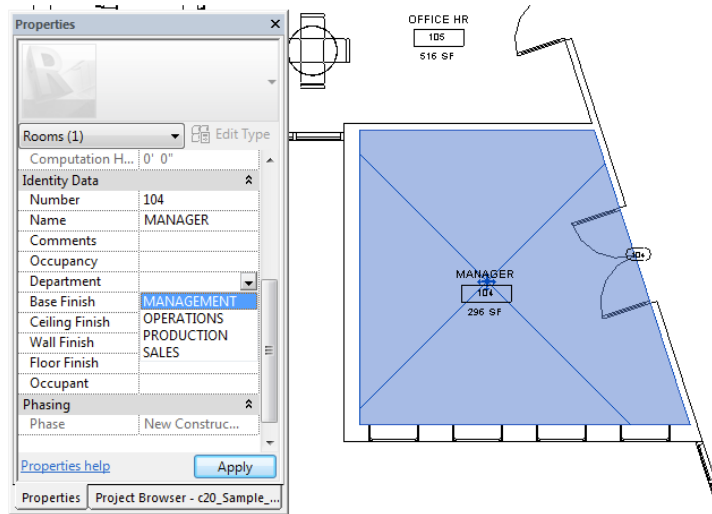 Properties
Rooms (1)
Edit Type
Computation H... 0' 0"
Identity Data
Number 104
Name MANAGER
Comments
Occupancy
Department
Base Finish MANAGEMENT
Ceiling Finish OPERATIONS
Wall Finish PRODUCTION
SALES
Floor Finish
Occupant
Phasing
Phase New Construc...
Properties help
Apply
Properties
Project Browser - c20_Sample_...
OFFICE HR
105
516 SF
MANAGER
104
296 SF
104